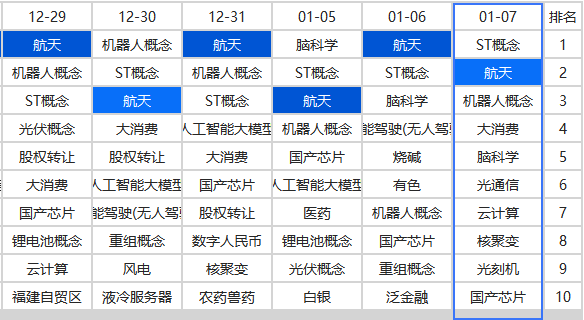 12-29 12-30 12-31 01-05 01-06 01-07 排名
航天 机器人概念 航天 脑科学 航天 ST概念 1
机器人概念 ST概念 机器人概念 ST概念 ST概念 航天 2
ST概念 航天 ST概念 航天 脑科学 机器人概念 3
光伏概念 大消费 人工智能大模型 机器人概念 能驾驶(无人驾 大消费 4
股权转让 股权转让 大消费 国产芯片 烧碱 脑科学 5
大消费 人工智能大模型 国产芯片 人工智能大模型 有色 光通信 6
国产芯片 能驾驶(无人驾 股权转让 医药 机器人概念 云计算 7
锂电池概念 重组概念 数字人民币 锂电池概念 国产芯片 核聚变 8
云计算 风电 核聚变 光伏概念 重组概念 光刻机 9
福建自贸区 液冷服务器 农药兽药 白银 泛金融 国产芯片 10